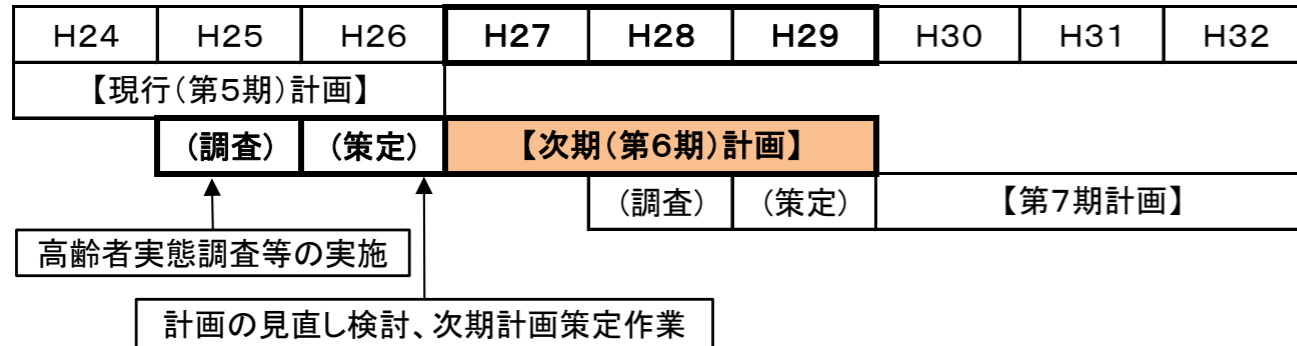 H24 H25 H26 H27 H28 H29 H30 H31 H32
【現行(第5期)計画】
(調査) (策定) 【次期(第6期)計画】
(調査) (策定) 【第7期計画】
高齢者実態調査等の実施
計画の見直し検討、次期計画策定作業